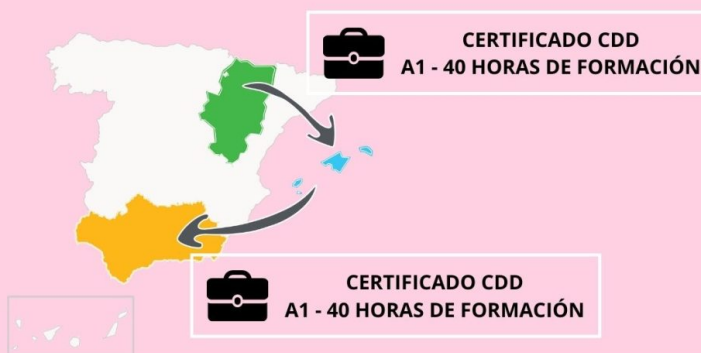 CERTIFICADO CDD
A1 - 40 HORAS DE FORMACIÓN
CERTIFICADO CDD
A1 - 40 HORAS DE FORMACIÓN